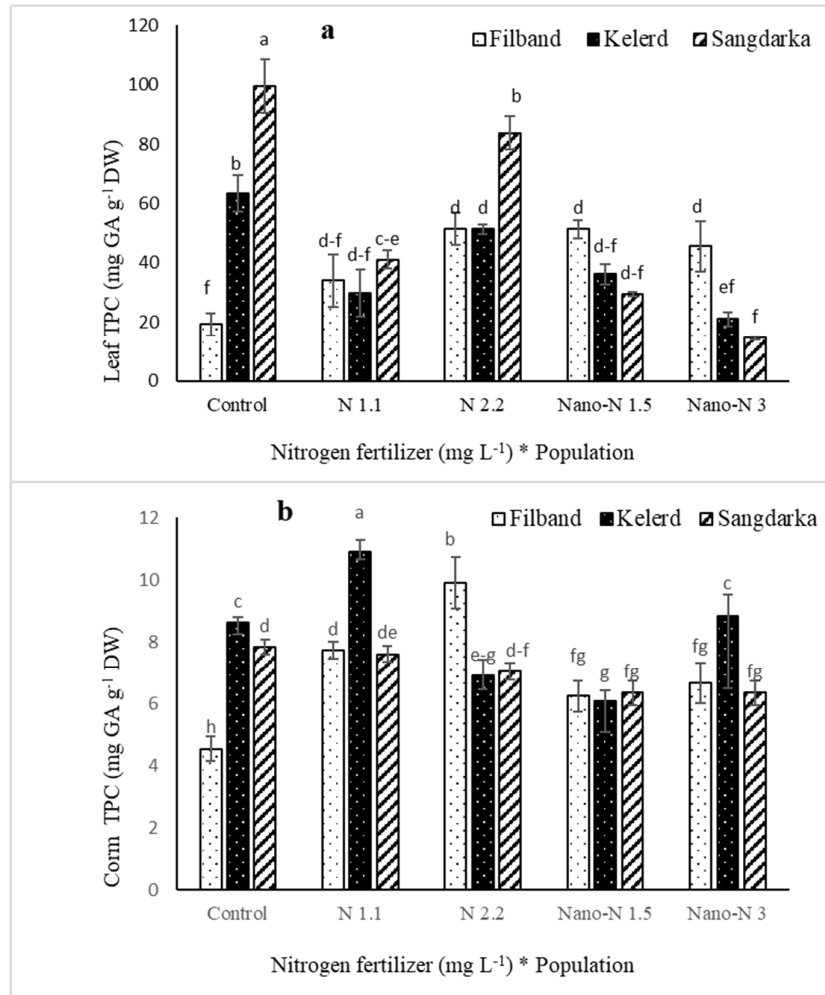 a
Filband Kelerd Sangdarka
Leaf TPC (mg GA g⁻¹ DW)
120
100
80
60
40
20
0
f b a
d-f d-f c-e
d d b
d d-f d-f
d ef f
Control N 1.1 N 2.2 Nano-N 1.5 Nano-N 3
Nitrogen fertilizer (mg L⁻¹) * Population
b
Filband Kelerd Sangdarka
Corm TPC (mg GA g⁻¹ DW)
12
10
8
6
4
2
0
h c d
d a de
b e-g d-f
fg g fg
fg c fg
Control N 1.1 N 2.2 Nano-N 1.5 Nano-N 3
Nitrogen fertilizer (mg L⁻¹) * Population